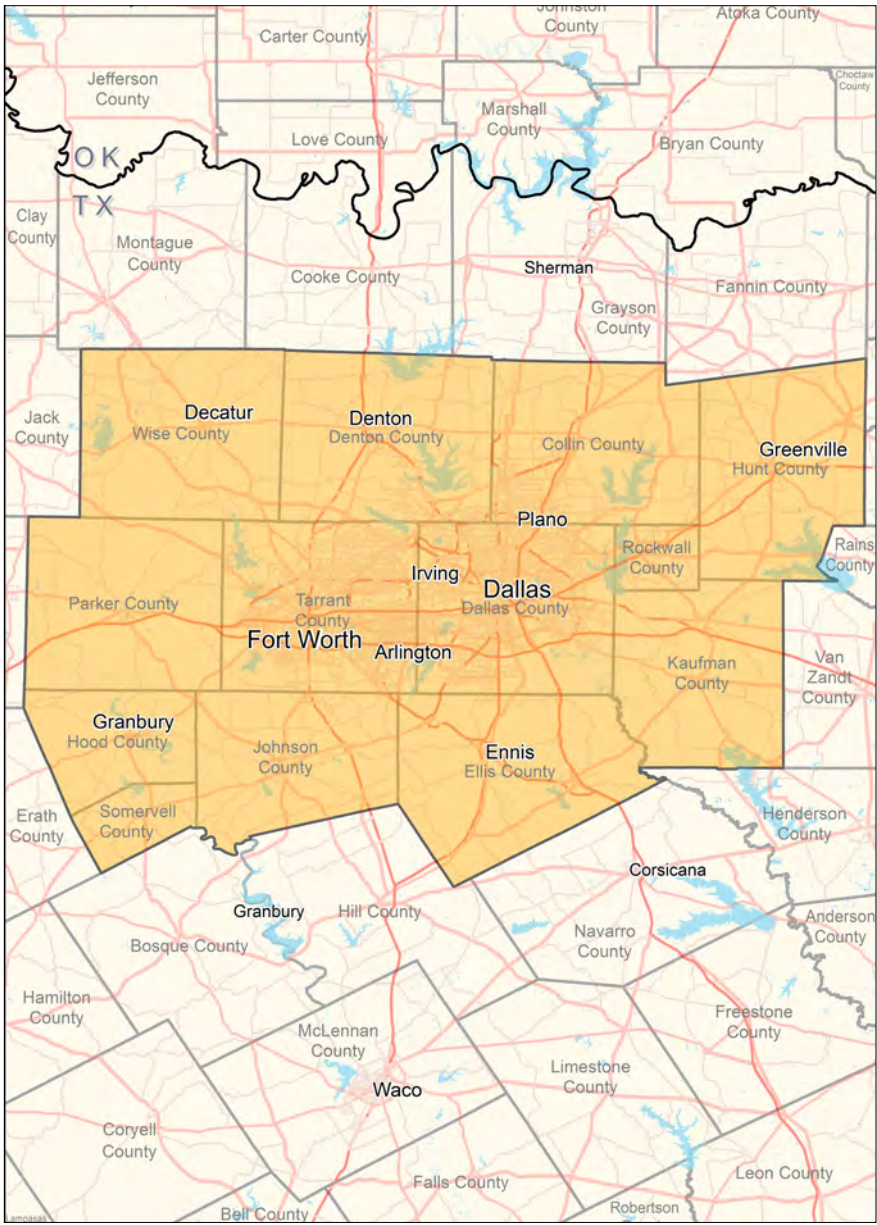 Johnston
County
Atoka County
Carter County
Jefferson
County
Choctaw
County
Marshall
County
Love County
Bryan County
OK
TX
Clay
County
Montague
County
Cooke County
Sherman
Grayson
County
Fannin County
Jack
County
Decatur
Wise County
Denton
Denton County
Collin County
Greenville
Hunt County
Plano
Rockwall
County
Rains
County
Irving
Dallas
Dallas County
Parker County
Tarrant
County
Fort Worth
Arlington
Kaufman
County
Van
Zandt
County
Granbury
Hood County
Johnson
County
Ennis
Ellis County
Erath
County
Somervell
County
Henderson
County
Corsicana
Granbury
Hill County
Navarro
County
Anderson
County
Bosque County
Hamilton
County
McLennan
County
Freestone
County
Limestone
County
Waco
Coryell
County
Falls County
Leon County
Bell County
Robertson
Lampasas